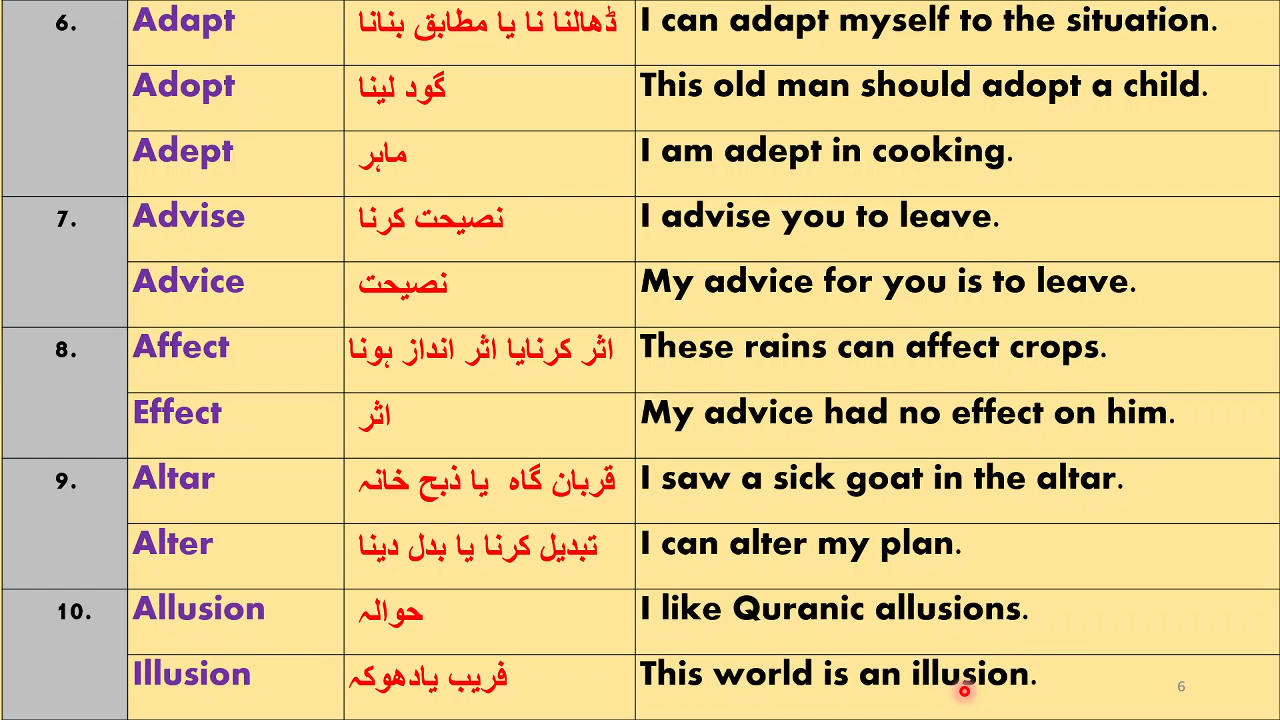 6. Adapt ڈھالنا نا یا مطابق بنانا I can adapt myself to the situation.
Adopt گود لینا This old man should adopt a child.
Adept ماہر I am adept in cooking.
7. Advise نصیحت کرنا I advise you to leave.
Advice نصیحت My advice for you is to leave.
8. Affect اثر کرنایا اثر انداز ہونا These rains can affect crops.
Effect اثر My advice had no effect on him.
9. Altar قربان گاہ یا ذبح خانہ I saw a sick goat in the altar.
Alter تبدیل کرنا یا بدل دینا I can alter my plan.
10. Allusion حوالہ I like Quranic allusions.
Illusion فریب یادھوکہ This world is an illusion.
6